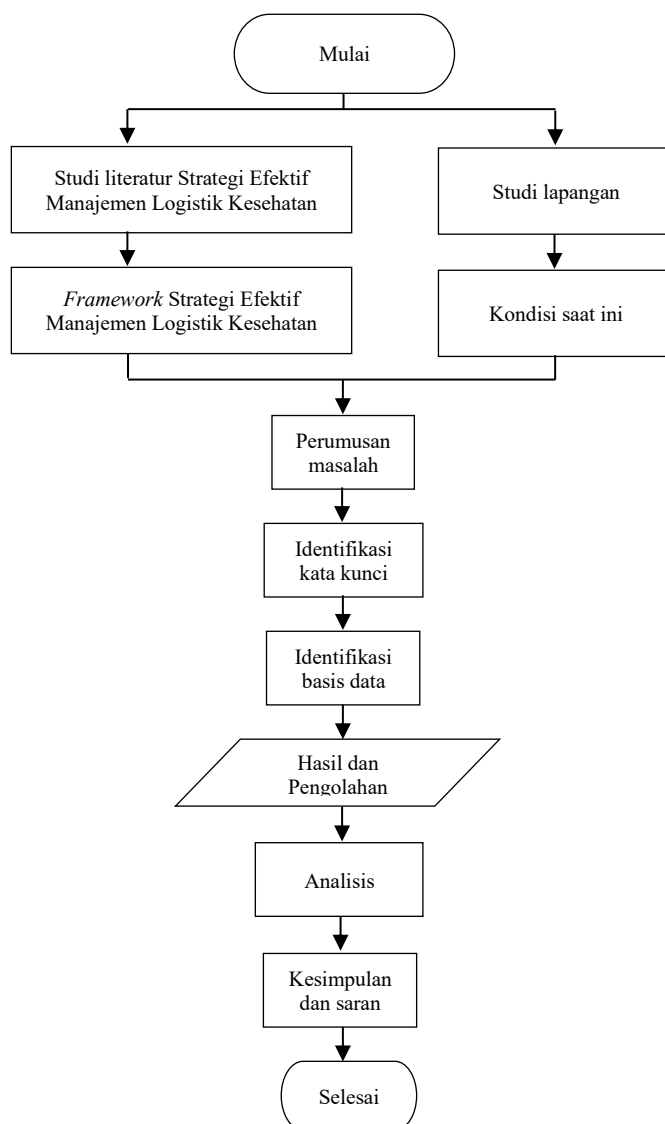 Mulai
Studi literatur Strategi Efektif
Manajemen Logistik Kesehatan
Studi lapangan
Framework Strategi Efektif
Manajemen Logistik Kesehatan
Kondisi saat ini
Perumusan
masalah
Identifikasi
kata kunci
Identifikasi
basis data
Hasil dan
Pengolahan
Analisis
Kesimpulan
dan saran
Selesai